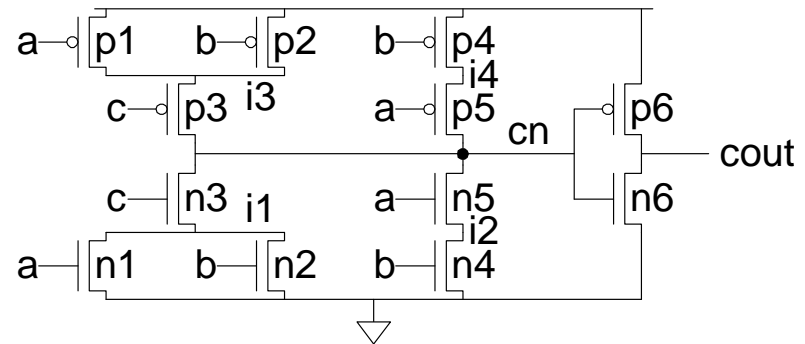 a p1 b p2 b p4
i4
c p3 i3 a p5 p6
cn
cout
c n3 i1 a n5 n6
i2
a n1 b n2 b n4